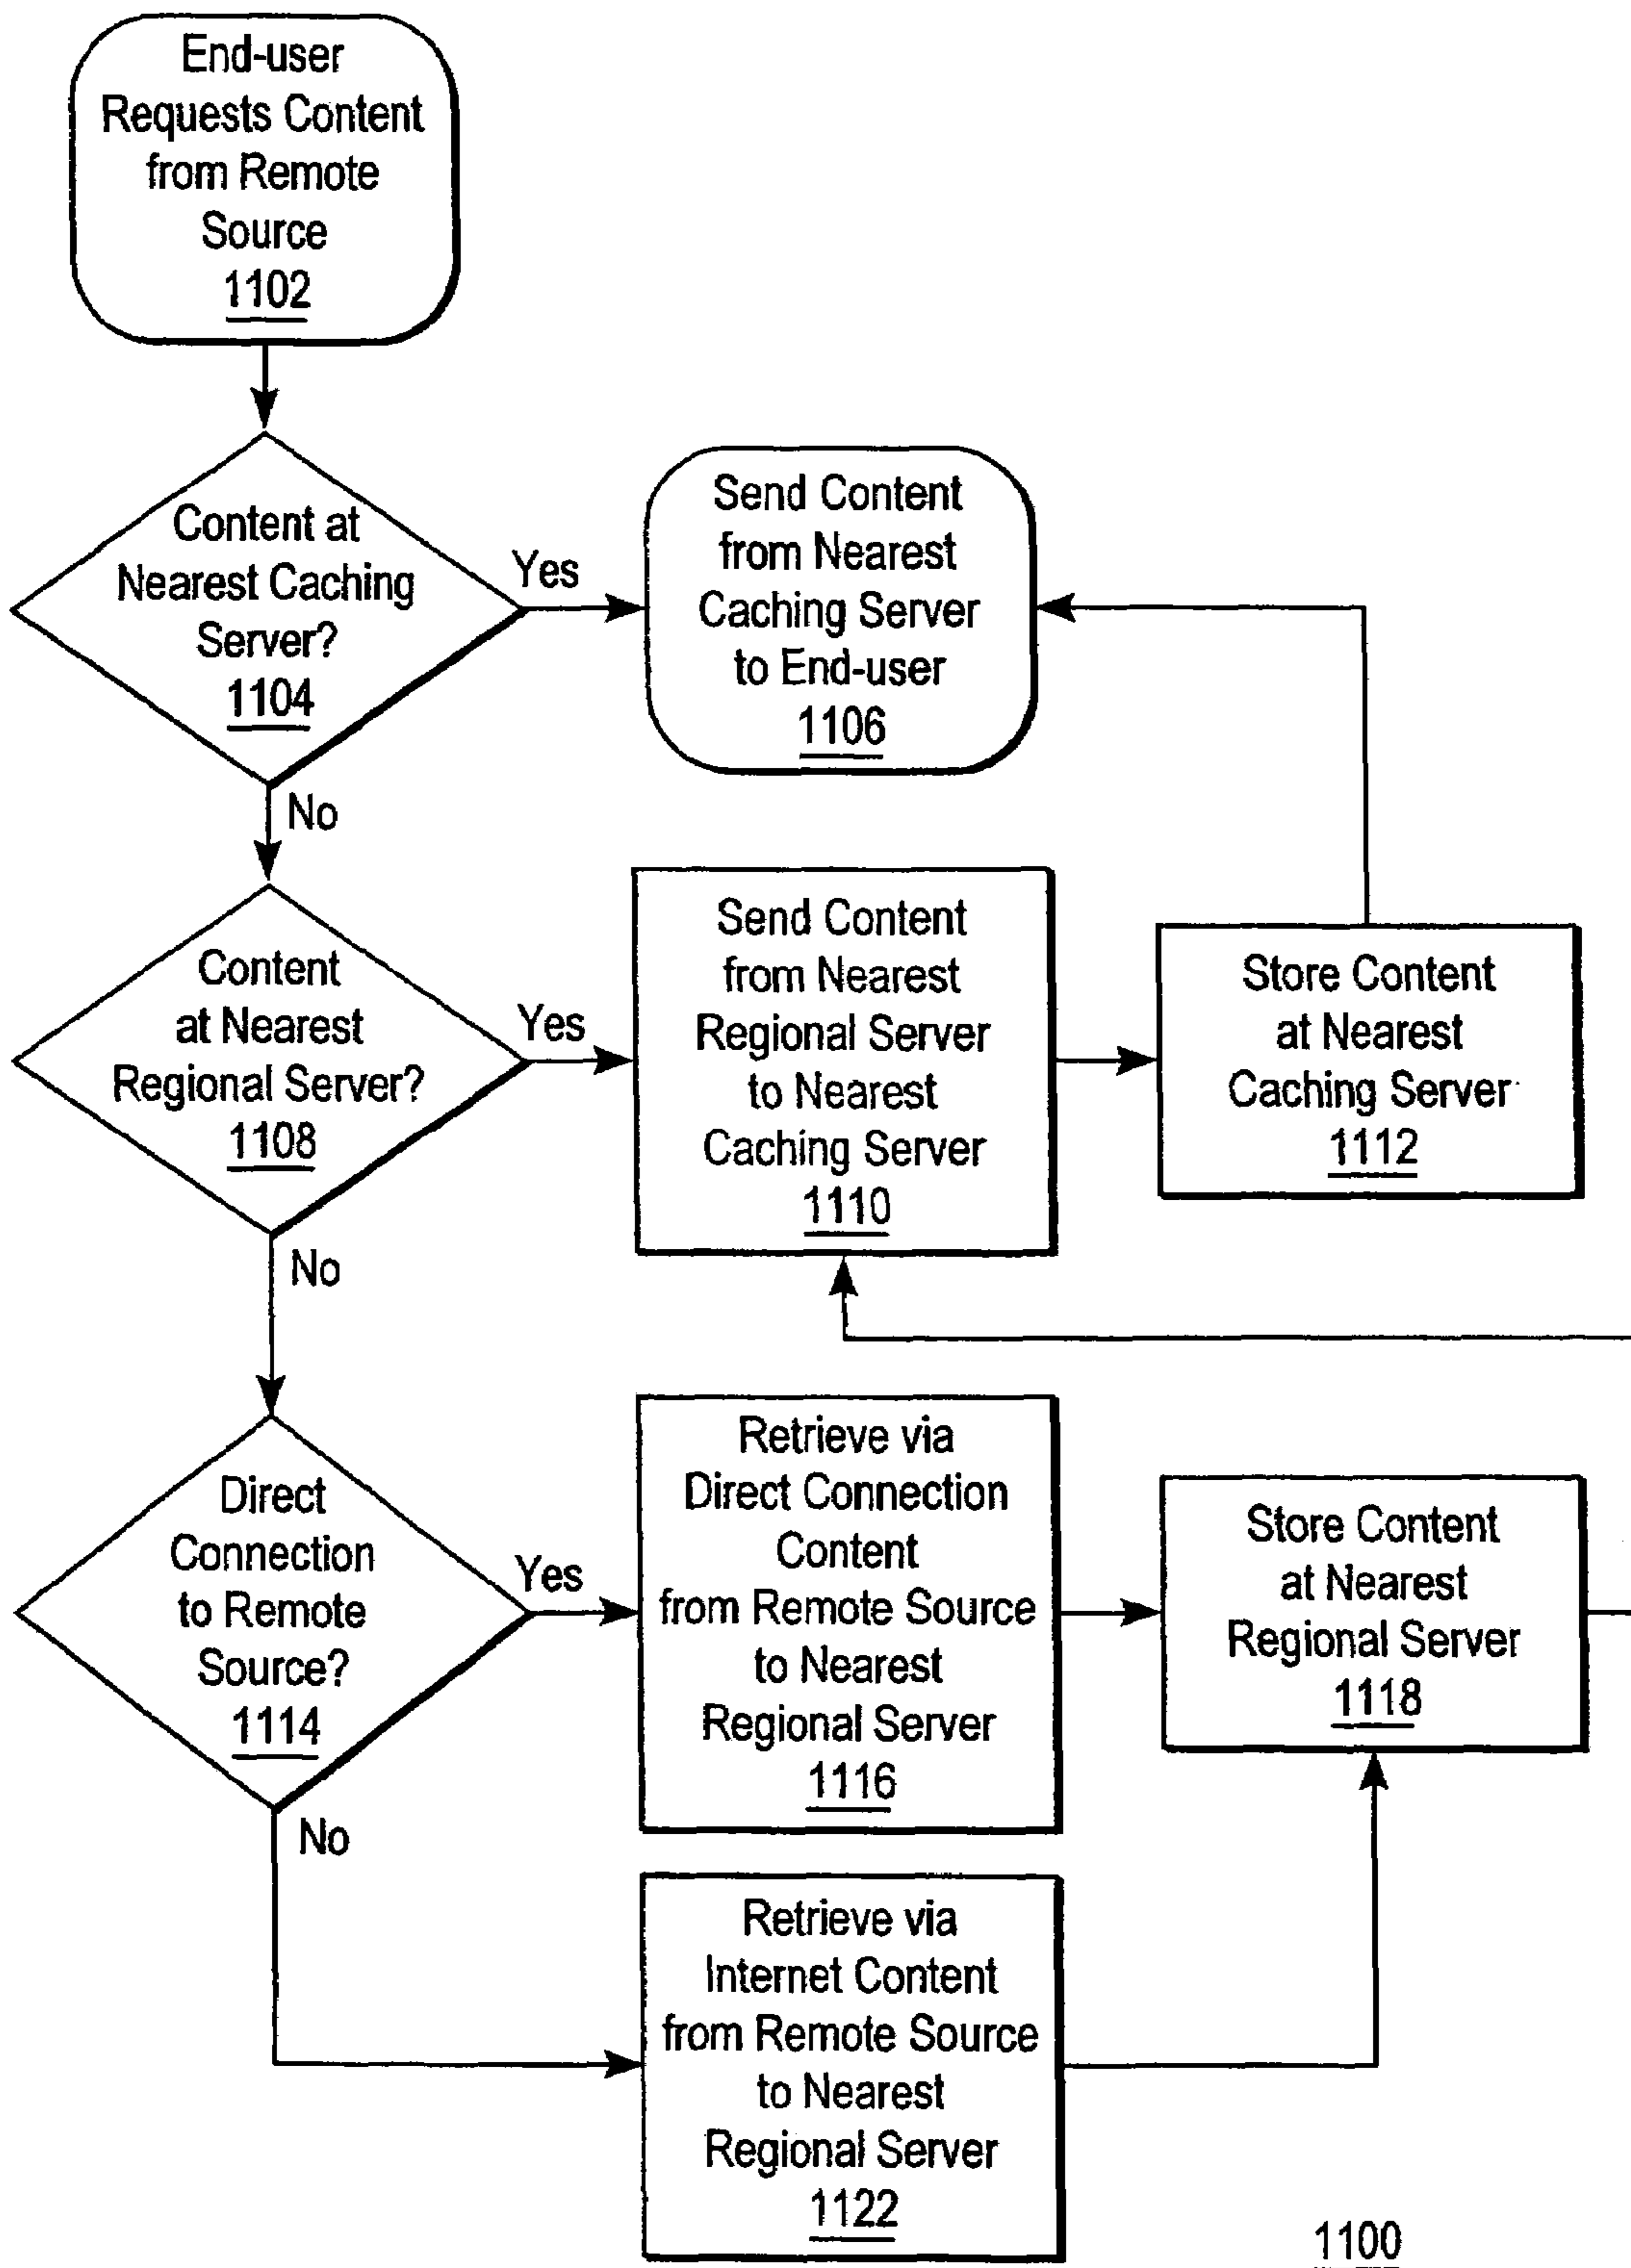 End-user
Requests Content
from Remote
Source
1102
Content at
Nearest Caching
Server?
1104
Yes
Send Content
from Nearest
Caching Server
to End-user
1106
No
Content
at Nearest
Regional Server?
1108
Yes
Send Content
from Nearest
Regional Server
to Nearest
Caching Server
1110
Store Content
at Nearest
Caching Server
1112
No
Direct
Connection
to Remote
Source?
1114
Yes
Retrieve via
Direct Connection
Content
from Remote Source
to Nearest
Regional Server
1116
Store Content
at Nearest
Regional Server
1118
No
Retrieve via
Internet Content
from Remote Source
to Nearest
Regional Server
1122
1100